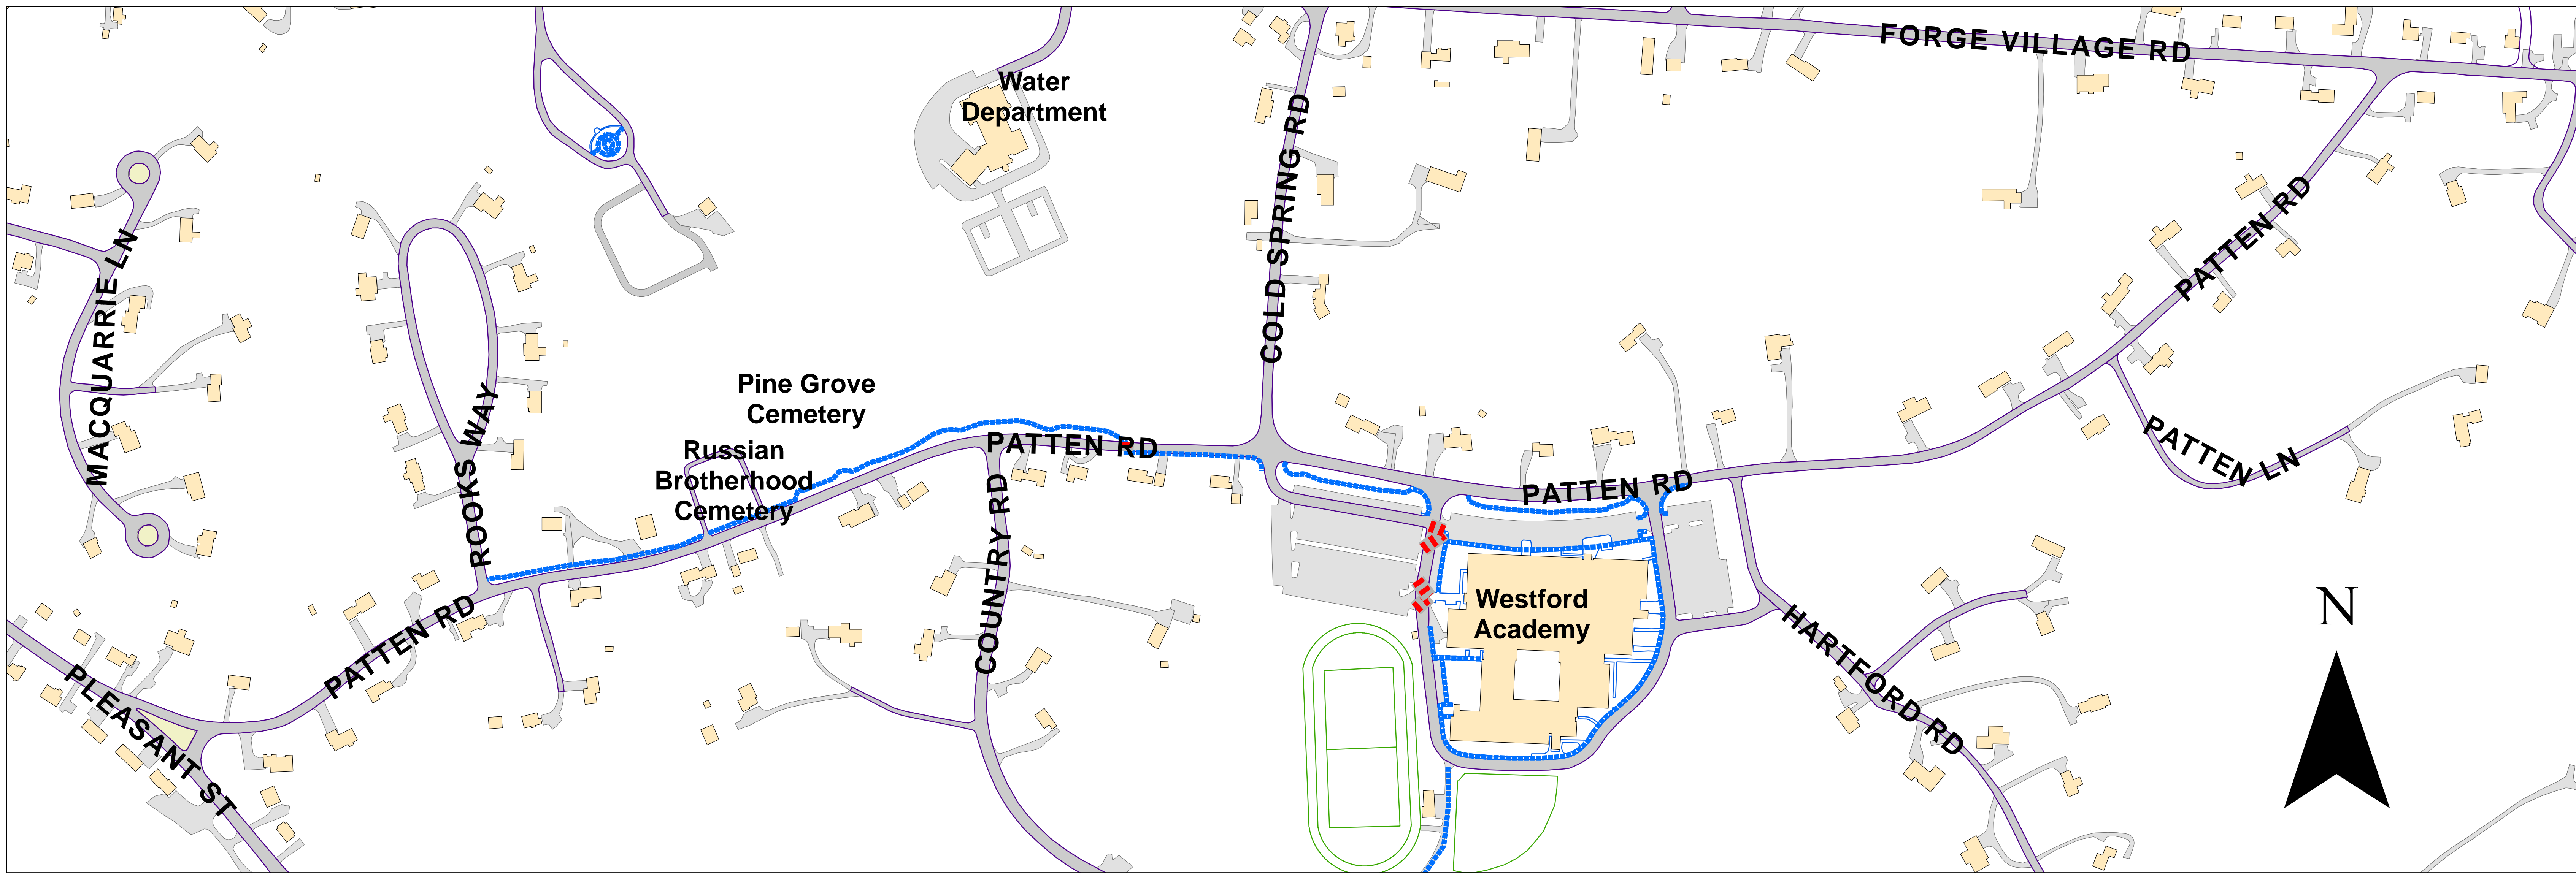 FORGE VILLAGE RD
Water
Department
COLD SPRING RD
MACQUARRIE LN
PATTEN RD
Pine Grove
Cemetery
ROOKS WAY
Russian
Brotherhood
Cemetery
PATTEN RD
COUNTRY RD
PATTEN RD
PATTEN LN
Westford
Academy
HARTFORD RD
N
PATTEN RD
PLEASANT ST